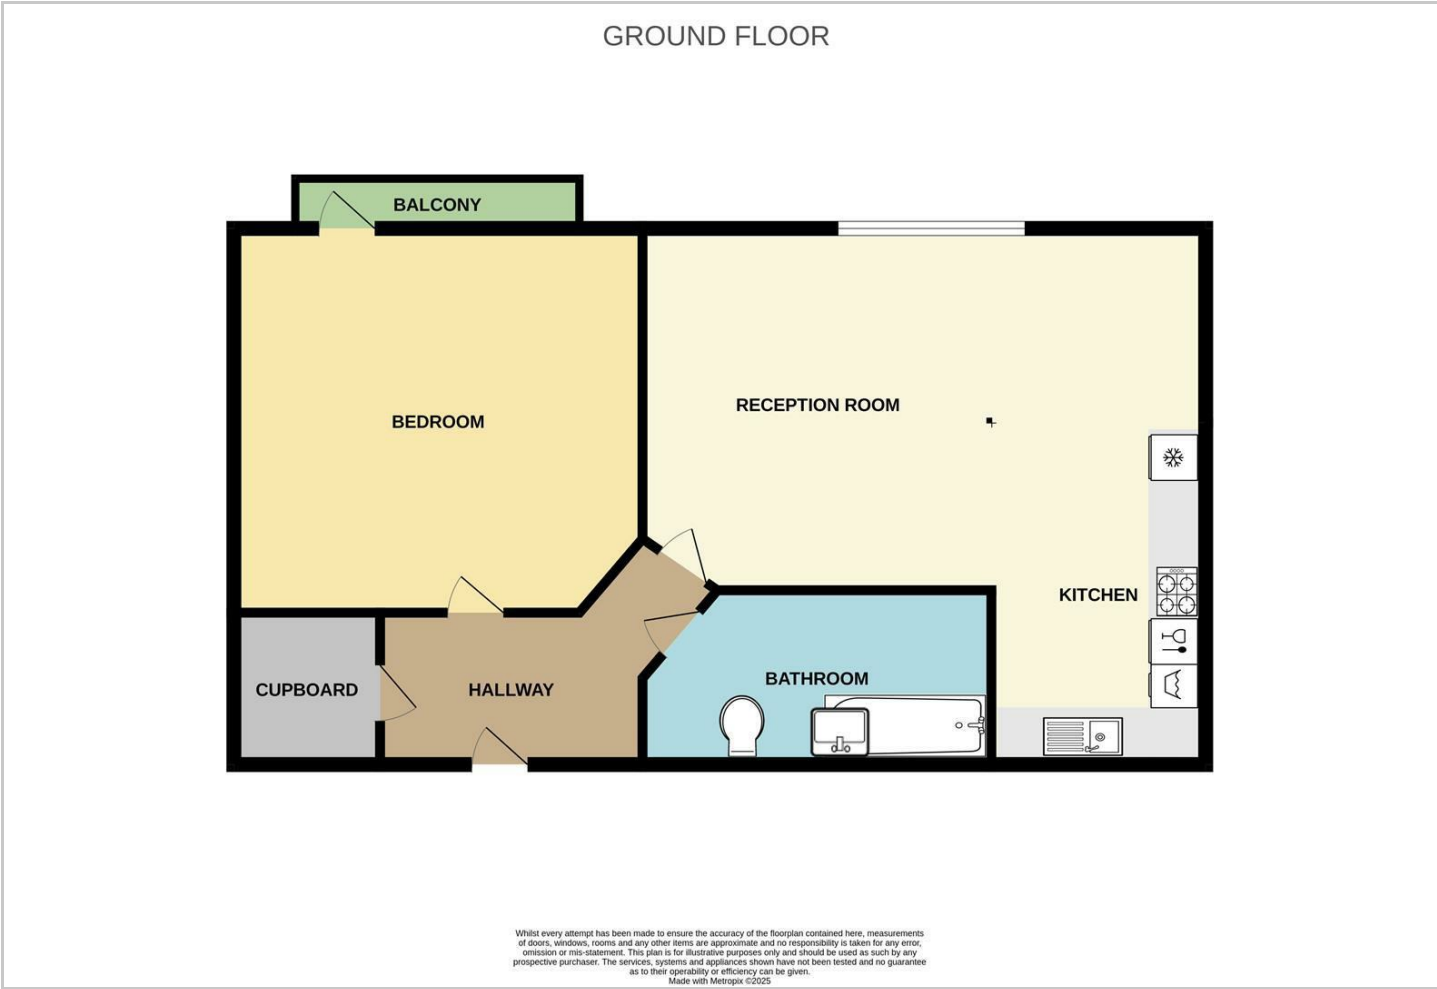 GROUND FLOOR
BALCONY
BEDROOM
RECEPTION ROOM
KITCHEN
BATHROOM
CUPBOARD
HALLWAY
Whilst every attempt has been made to ensure the accuracy of the floorplan contained here, measurements
of doors, windows, rooms and any other items are approximate and no responsibility is taken for any error,
omission or mis-statement. This plan is for illustrative purposes only and should be used as such by any
prospective purchaser. The services, systems and appliances shown have not been tested and no guarantee
as to their operability or efficiency can be given.
Made with Metropix ©2025